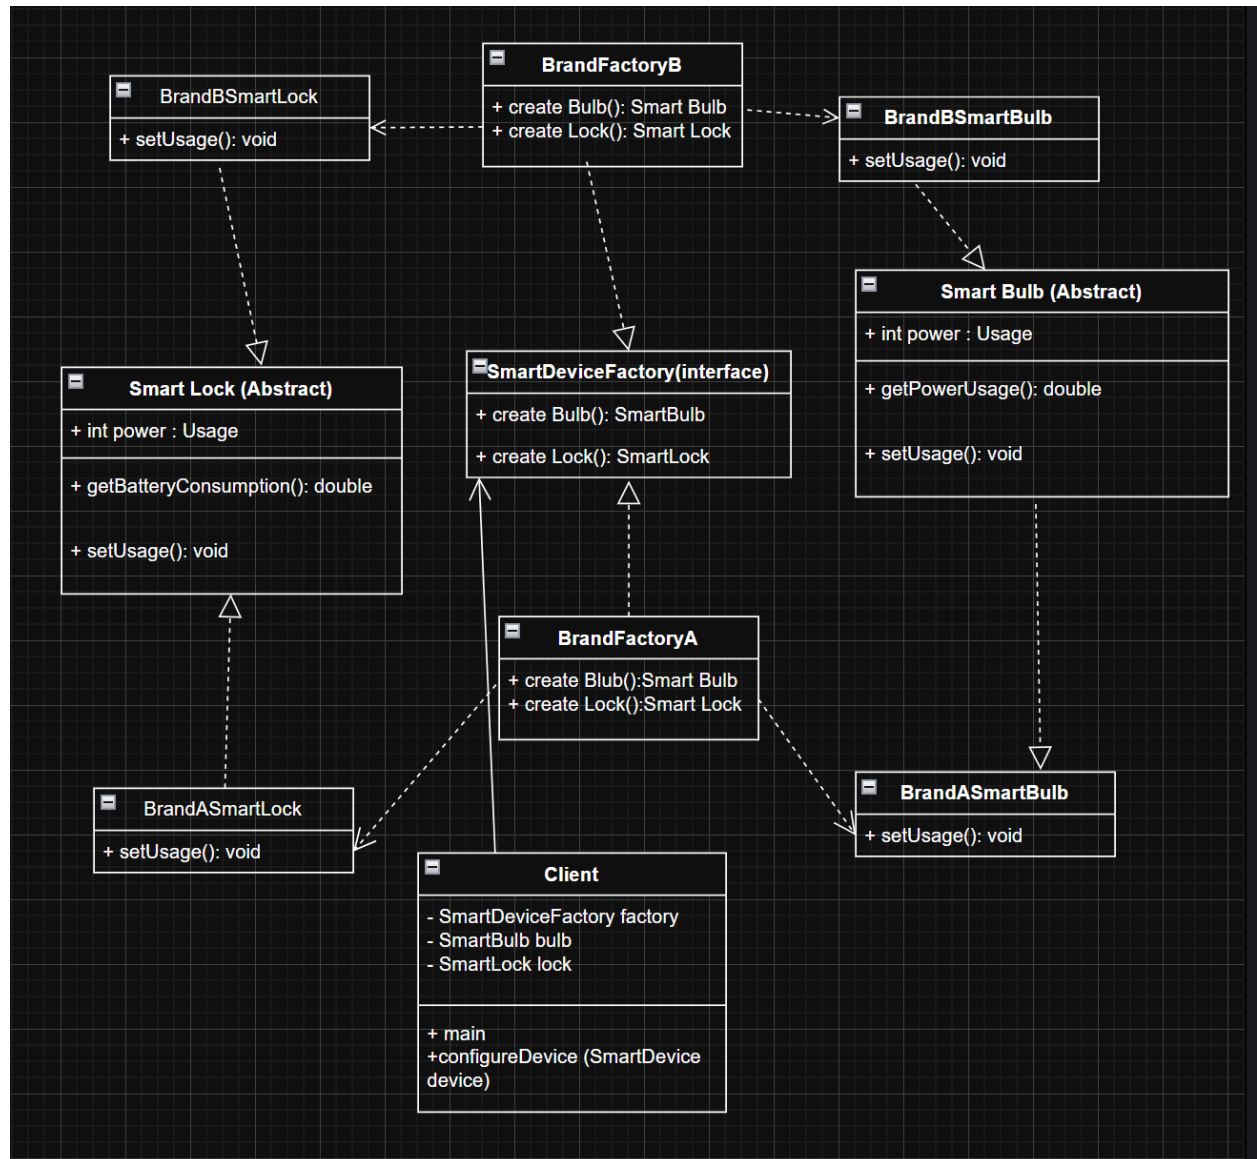 BrandFactoryB
+ create Bulb(): Smart Bulb
+ create Lock(): Smart Lock
BrandBSmartLock
+ setUsage(): void
BrandBSmartBulb
+ setUsage(): void
Smart Bulb (Abstract)
+ int power : Usage
+ getPowerUsage(): double
+ setUsage(): void
SmartDeviceFactory(interface)
+ create Bulb(): SmartBulb
+ create Lock(): SmartLock
Smart Lock (Abstract)
+ int power : Usage
+ getBatteryConsumption(): double
+ setUsage(): void
BrandFactoryA
+ create Blub():Smart Bulb
+ create Lock():Smart Lock
BrandASmartLock
+ setUsage(): void
BrandASmartBulb
+ setUsage(): void
Client
- SmartDeviceFactory factory
- SmartBulb bulb
- SmartLock lock
+ main
+configureDevice (SmartDevice
device)